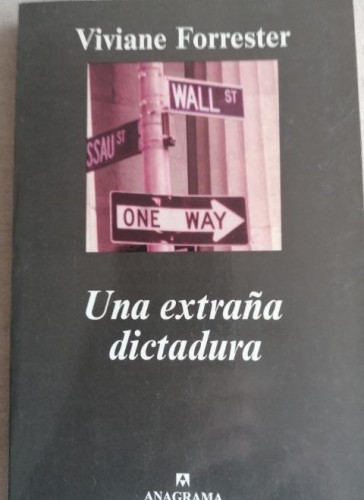 Viviane Forrester
WALL ST
SSAU ST
ONE WAY
Una extraña
dictadura
A
ANAGRAMA